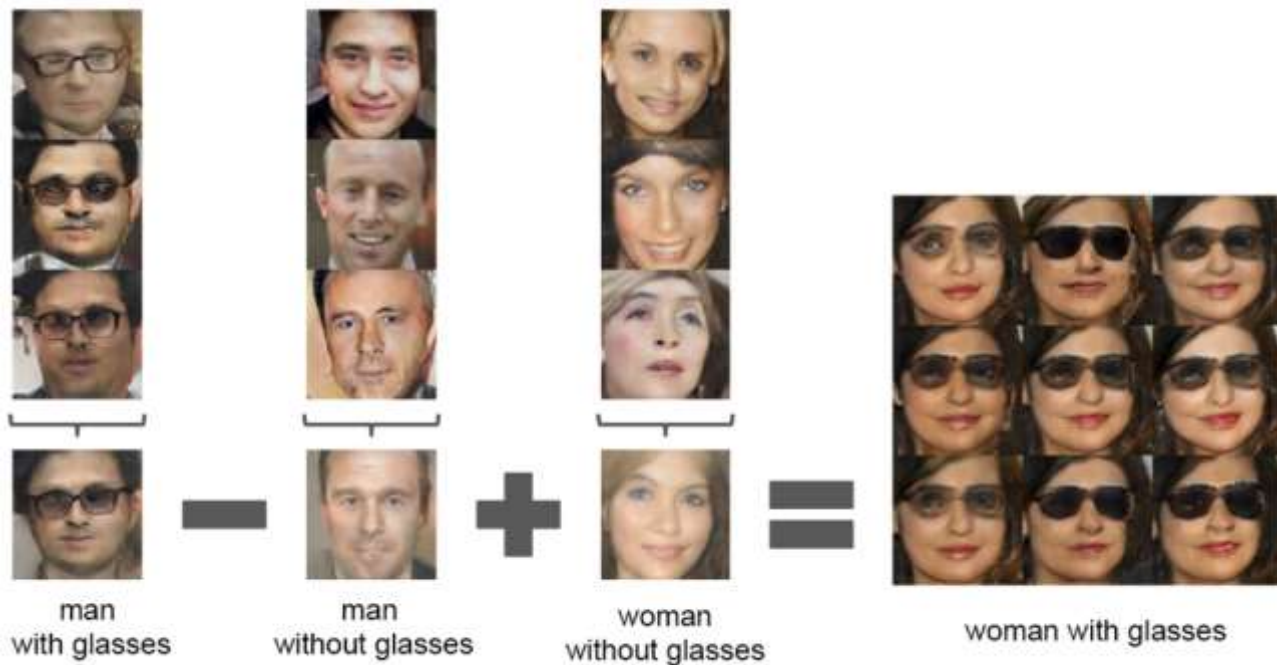 man
with glasses
man
without glasses
woman
without glasses
woman with glasses